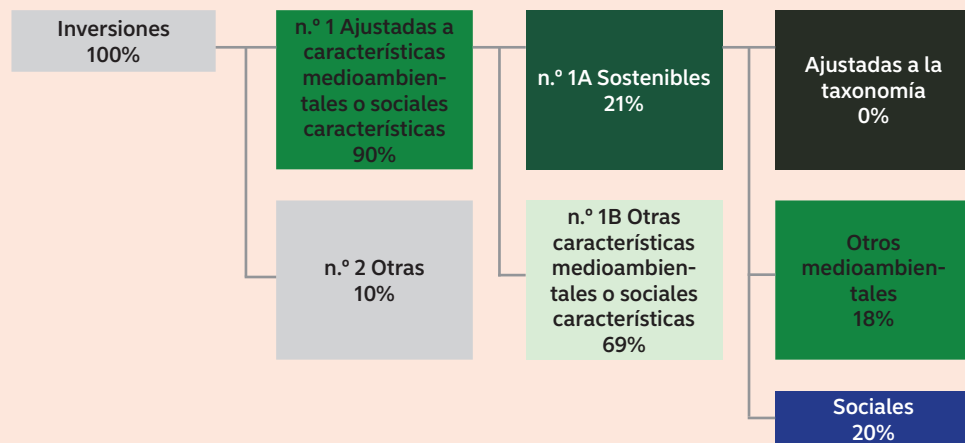 Inversiones
100%
n.º 1 Ajustadas a
características
medioambien-
tales o sociales
características
90%
n.º 2 Otras
10%
n.º 1A Sostenibles
21%
n.º 1B Otras
características
medioambien-
tales o sociales
características
69%
Ajustadas a la
taxonomía
0%
Otros
medioambien-
tales
18%
Sociales
20%